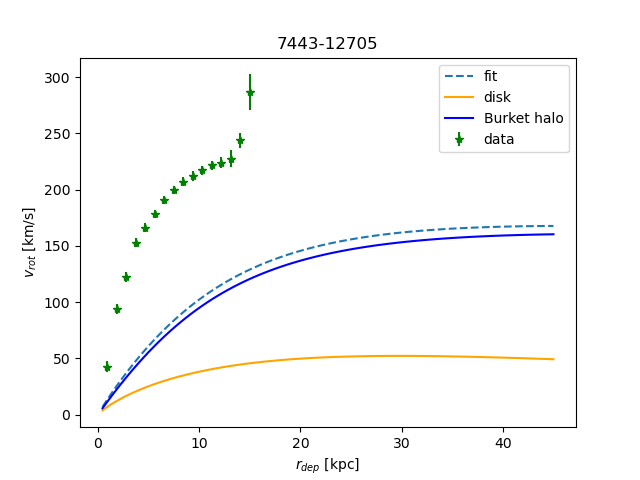 7443-12705
300
250
200
150
100
50
0
v_rot [km/s]
fit
disk
Burket halo
data
0 10 20 30 40
r_dep [kpc]